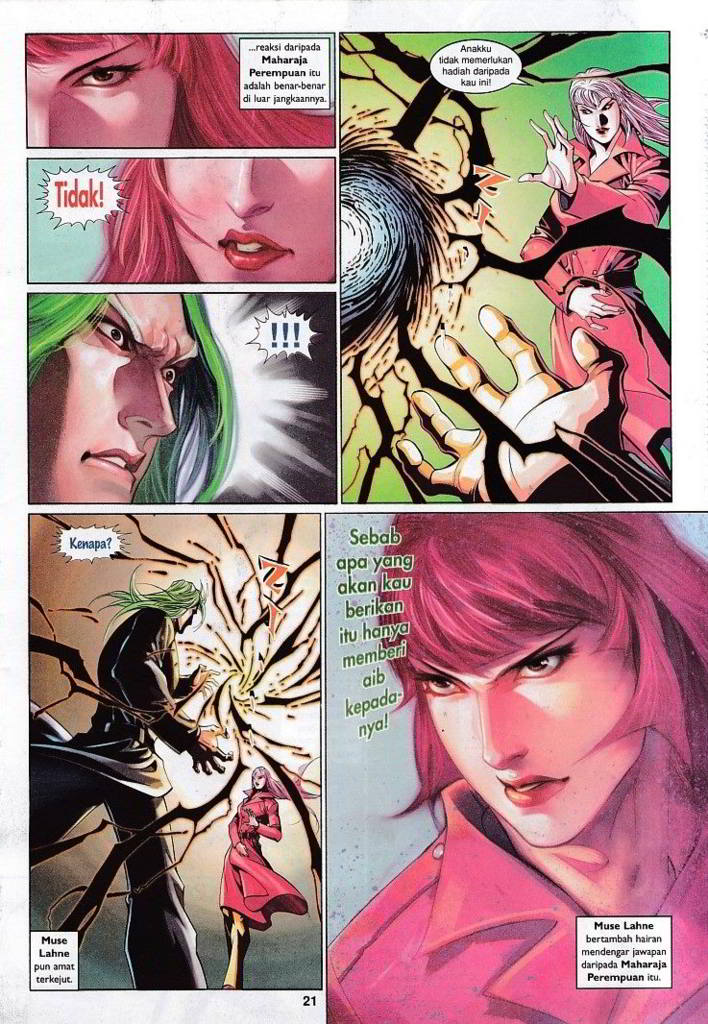 ...reaksi daripada
Maharaja
Perempuan itu
adalah benar-benar
di luar jangkaannya.
Tidak!
!!!
Anakku
tidak memerlukan
hadiah daripada
kau ini!
Kenapa?
Muse
Lahne
pun amat
terkejut.
Sebab
apa yang
akan kau
berikan
itu hanya
memberi
aib
kepada-
nya!
Muse Lahne
bertambah hairan
mendengar jawapan
daripada Maharaja
Perempuan itu.
21